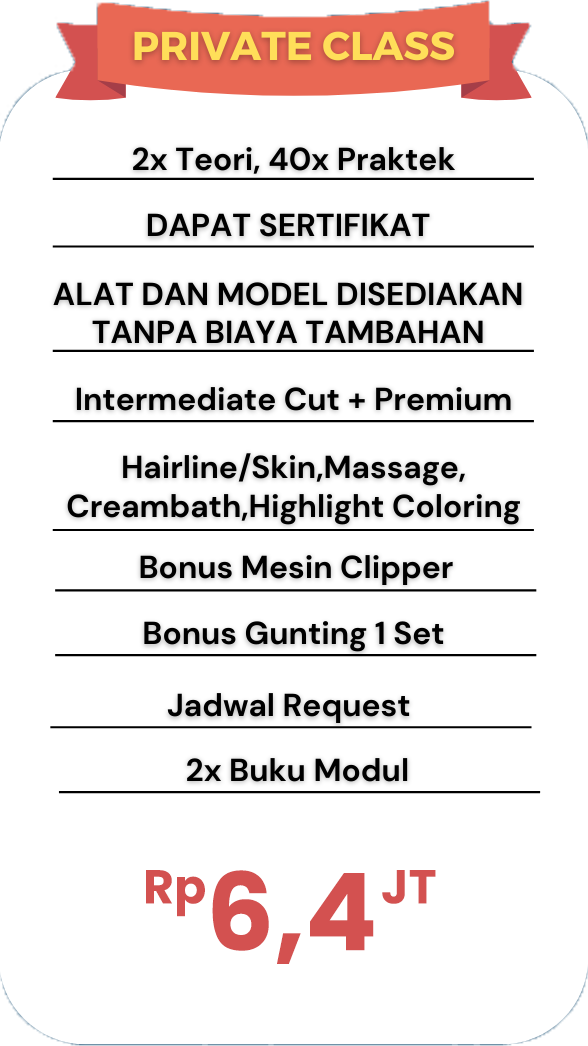 PRIVATE CLASS
2x Teori, 40x Praktek
DAPAT SERTIFIKAT
ALAT DAN MODEL DISEDIAKAN
TANPA BIAYA TAMBAHAN
Intermediate Cut + Premium
Hairline/Skin,Massage,
Creambath,Highlight Coloring
Bonus Mesin Clipper
Bonus Gunting 1 Set
Jadwal Request
2x Buku Modul
Rp6,4JT